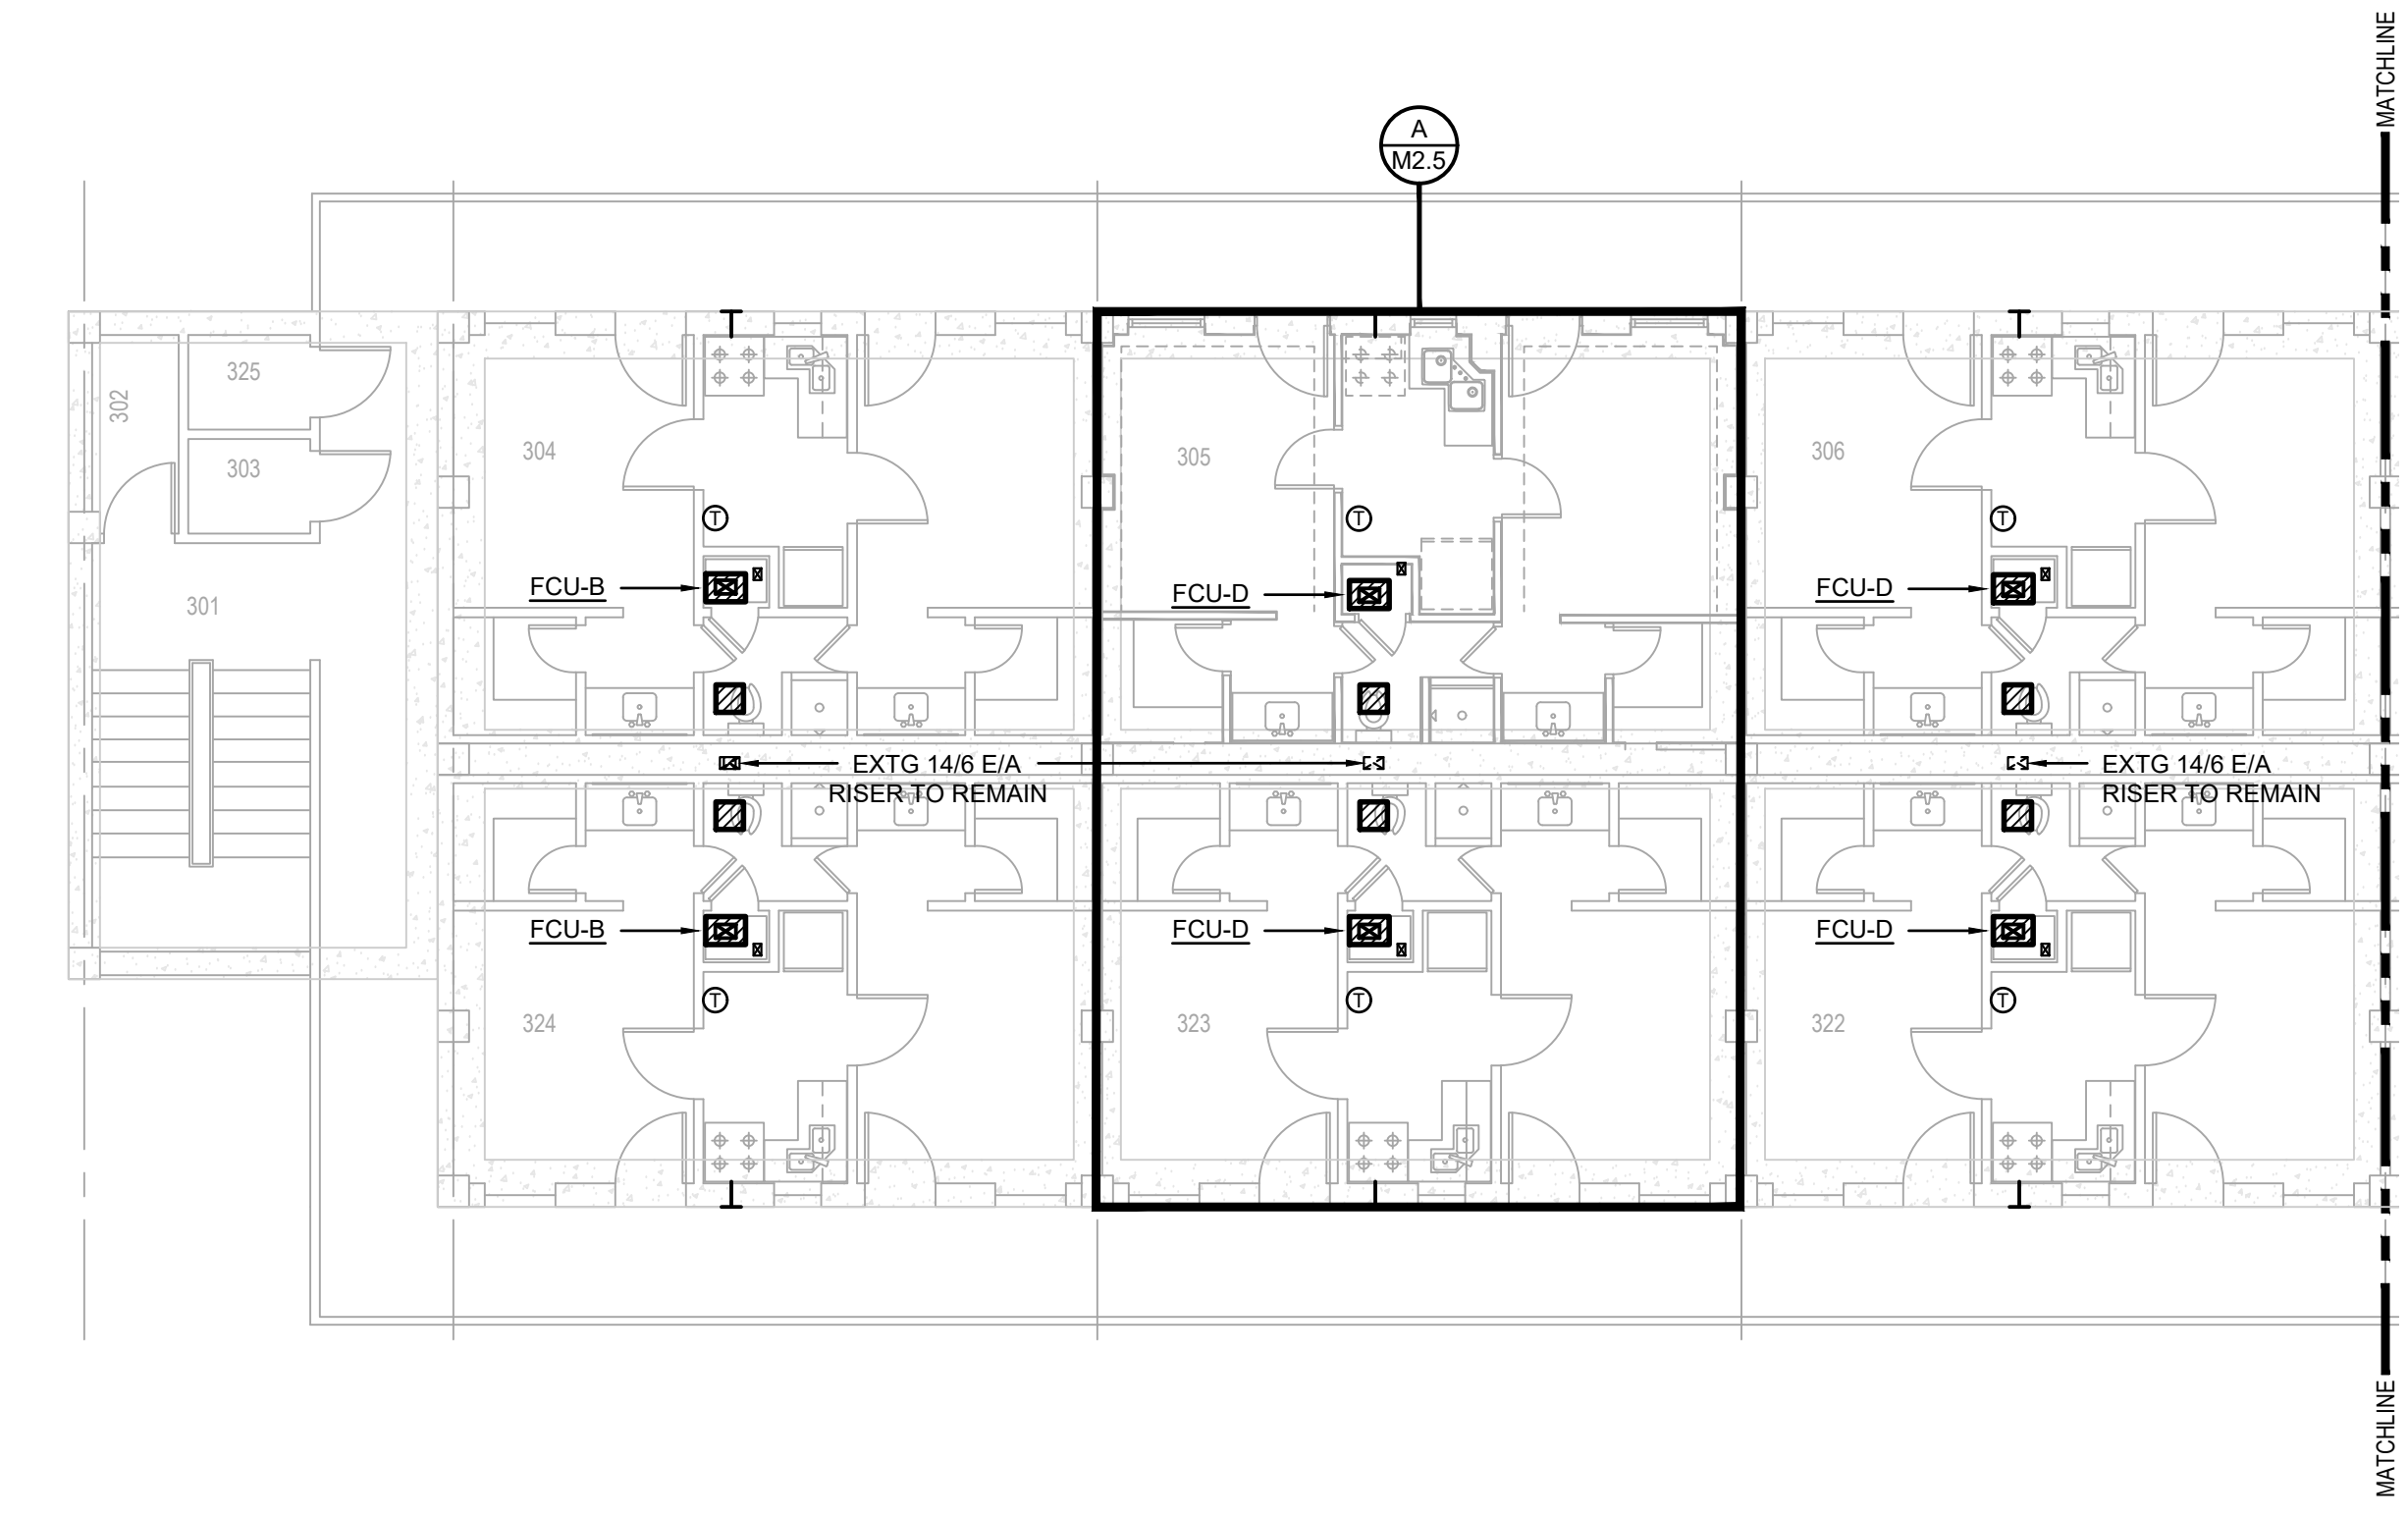 MATCHLINE
A
M2.5
325
302
304
305
306
303
T
T
T
FCU-B
FCU-D
FCU-D
301
EXTG 14/6 E/A
RISER TO REMAIN
EXTG 14/6 E/A
RISER TO REMAIN
FCU-B
FCU-D
FCU-D
T
T
T
324
323
322
MATCHLINE